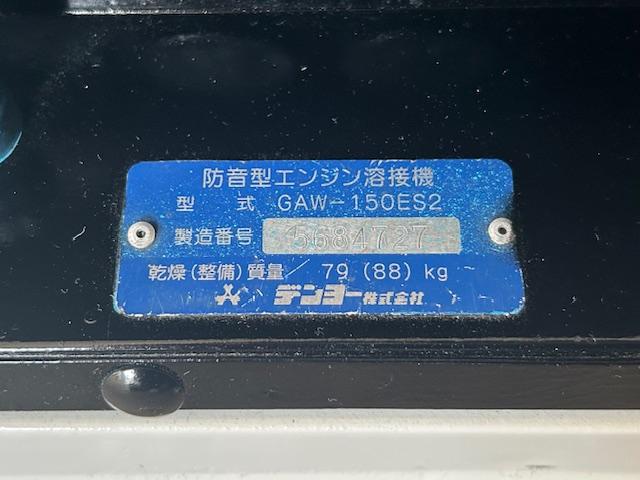 防音型エンジン溶接機
型 式 GAW-150ES2
製造番号 5684727
乾燥(整備)質量/ 79 (88) kg
デンヨー株式会社